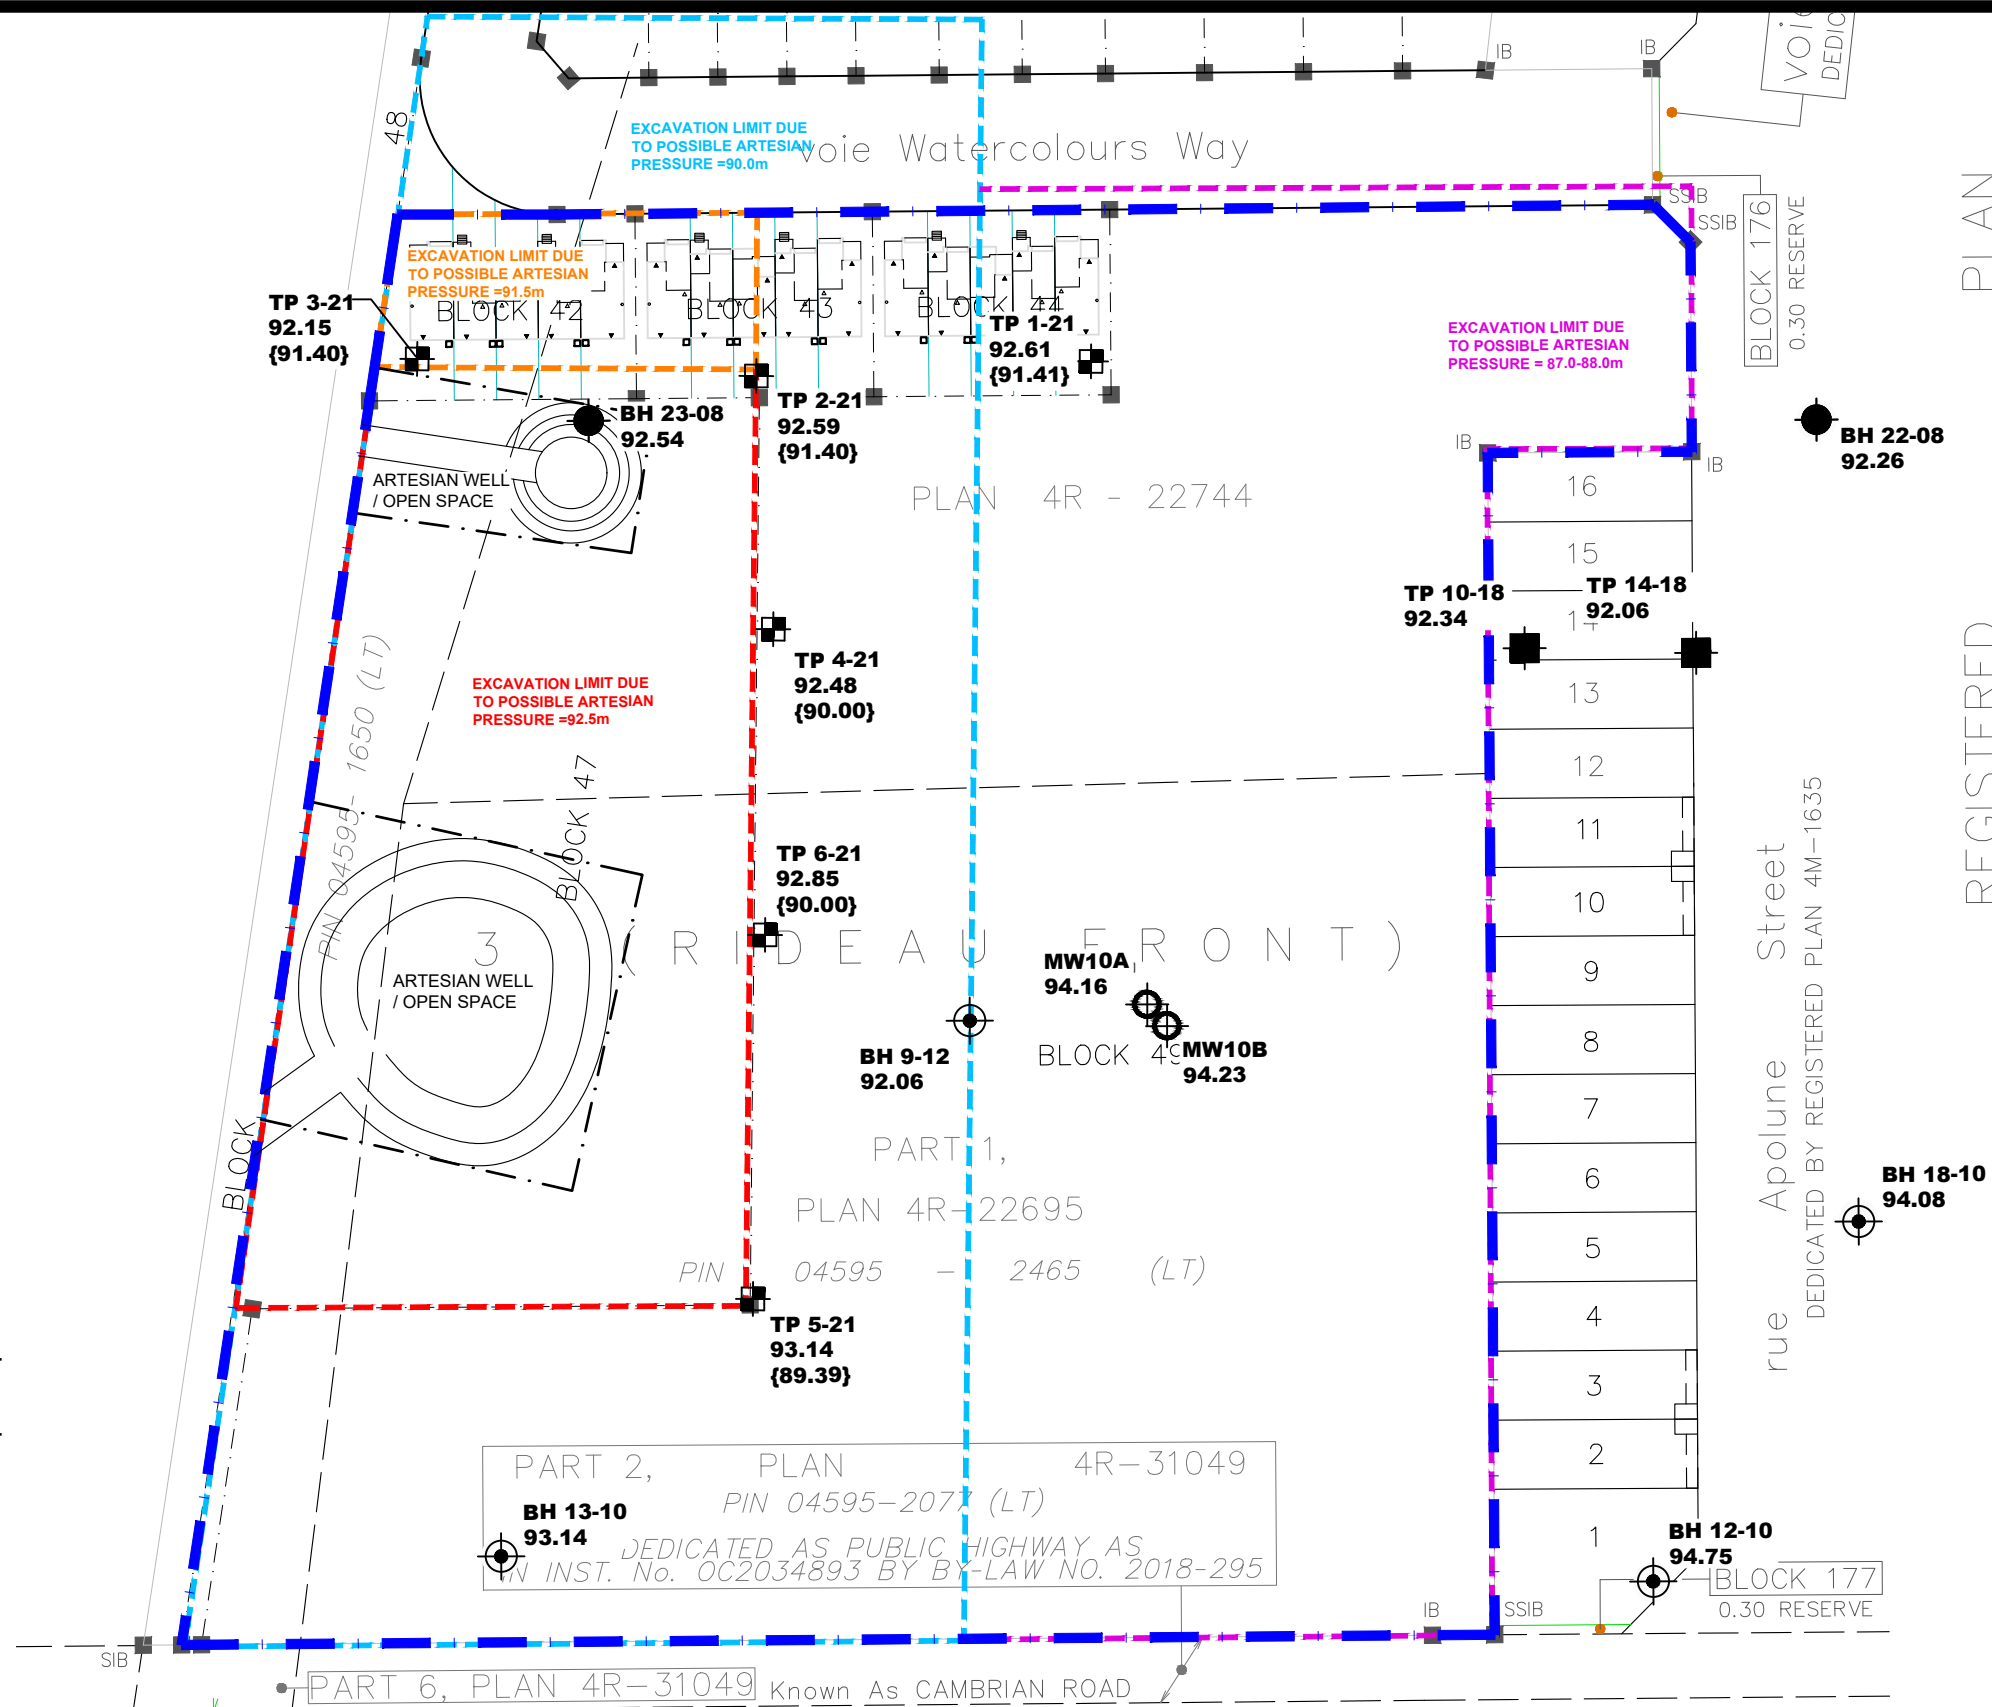 IB
IB
VOIE
DEDIC
48
EXCAVATION LIMIT DUE
TO POSSIBLE ARTESIAN
PRESSURE =90.0m
voie Watercolours Way
SSIB
SSIB
BLOCK 176
0.30 RESERVE
PLAN
EXCAVATION LIMIT DUE
TO POSSIBLE ARTESIAN
PRESSURE =91.5m
BLOCK 42
BLOCK 43
BLOCK 44
TP 3-21
92.15
{91.40}
TP 1-21
92.61
{91.41}
EXCAVATION LIMIT DUE
TO POSSIBLE ARTESIAN
PRESSURE = 87.0-88.0m
BH 23-08
92.54
TP 2-21
92.59
{91.40}
IB
IB
BH 22-08
92.26
ARTESIAN WELL
/ OPEN SPACE
PLAN 4R - 22744
16
15
TP 10-18
92.34
TP 14-18
92.06
14
13
12
11
10
9
8
7
6
5
4
3
2
1
PIN 04595- 1650 (LT)
EXCAVATION LIMIT DUE
TO POSSIBLE ARTESIAN
PRESSURE =92.5m
TP 4-21
92.48
{90.00}
REGISTERED
BLOCK 47
TP 6-21
92.85
{90.00}
3 (RIDEAU FRONT)
ARTESIAN WELL
/ OPEN SPACE
MW10A
94.16
MW10B
94.23
BH 9-12
92.06
BLOCK 49
rue Apolune Street
DEDICATED BY REGISTERED PLAN 4M-1635
BLOCK
PART 1,
PLAN 4R-22695
PIN 04595 - 2465 (LT)
BH 18-10
94.08
TP 5-21
93.14
{89.39}
PART 2, PLAN 4R-31049
PIN 04595-2077 (LT)
DEDICATED AS PUBLIC HIGHWAY AS
IN INST. No. OC2034893 BY BY-LAW NO. 2018-295
BH 13-10
93.14
BH 12-10
94.75
BLOCK 177
0.30 RESERVE
IB
SSIB
SIB
PART 6, PLAN 4R-31049
Known As CAMBRIAN ROAD